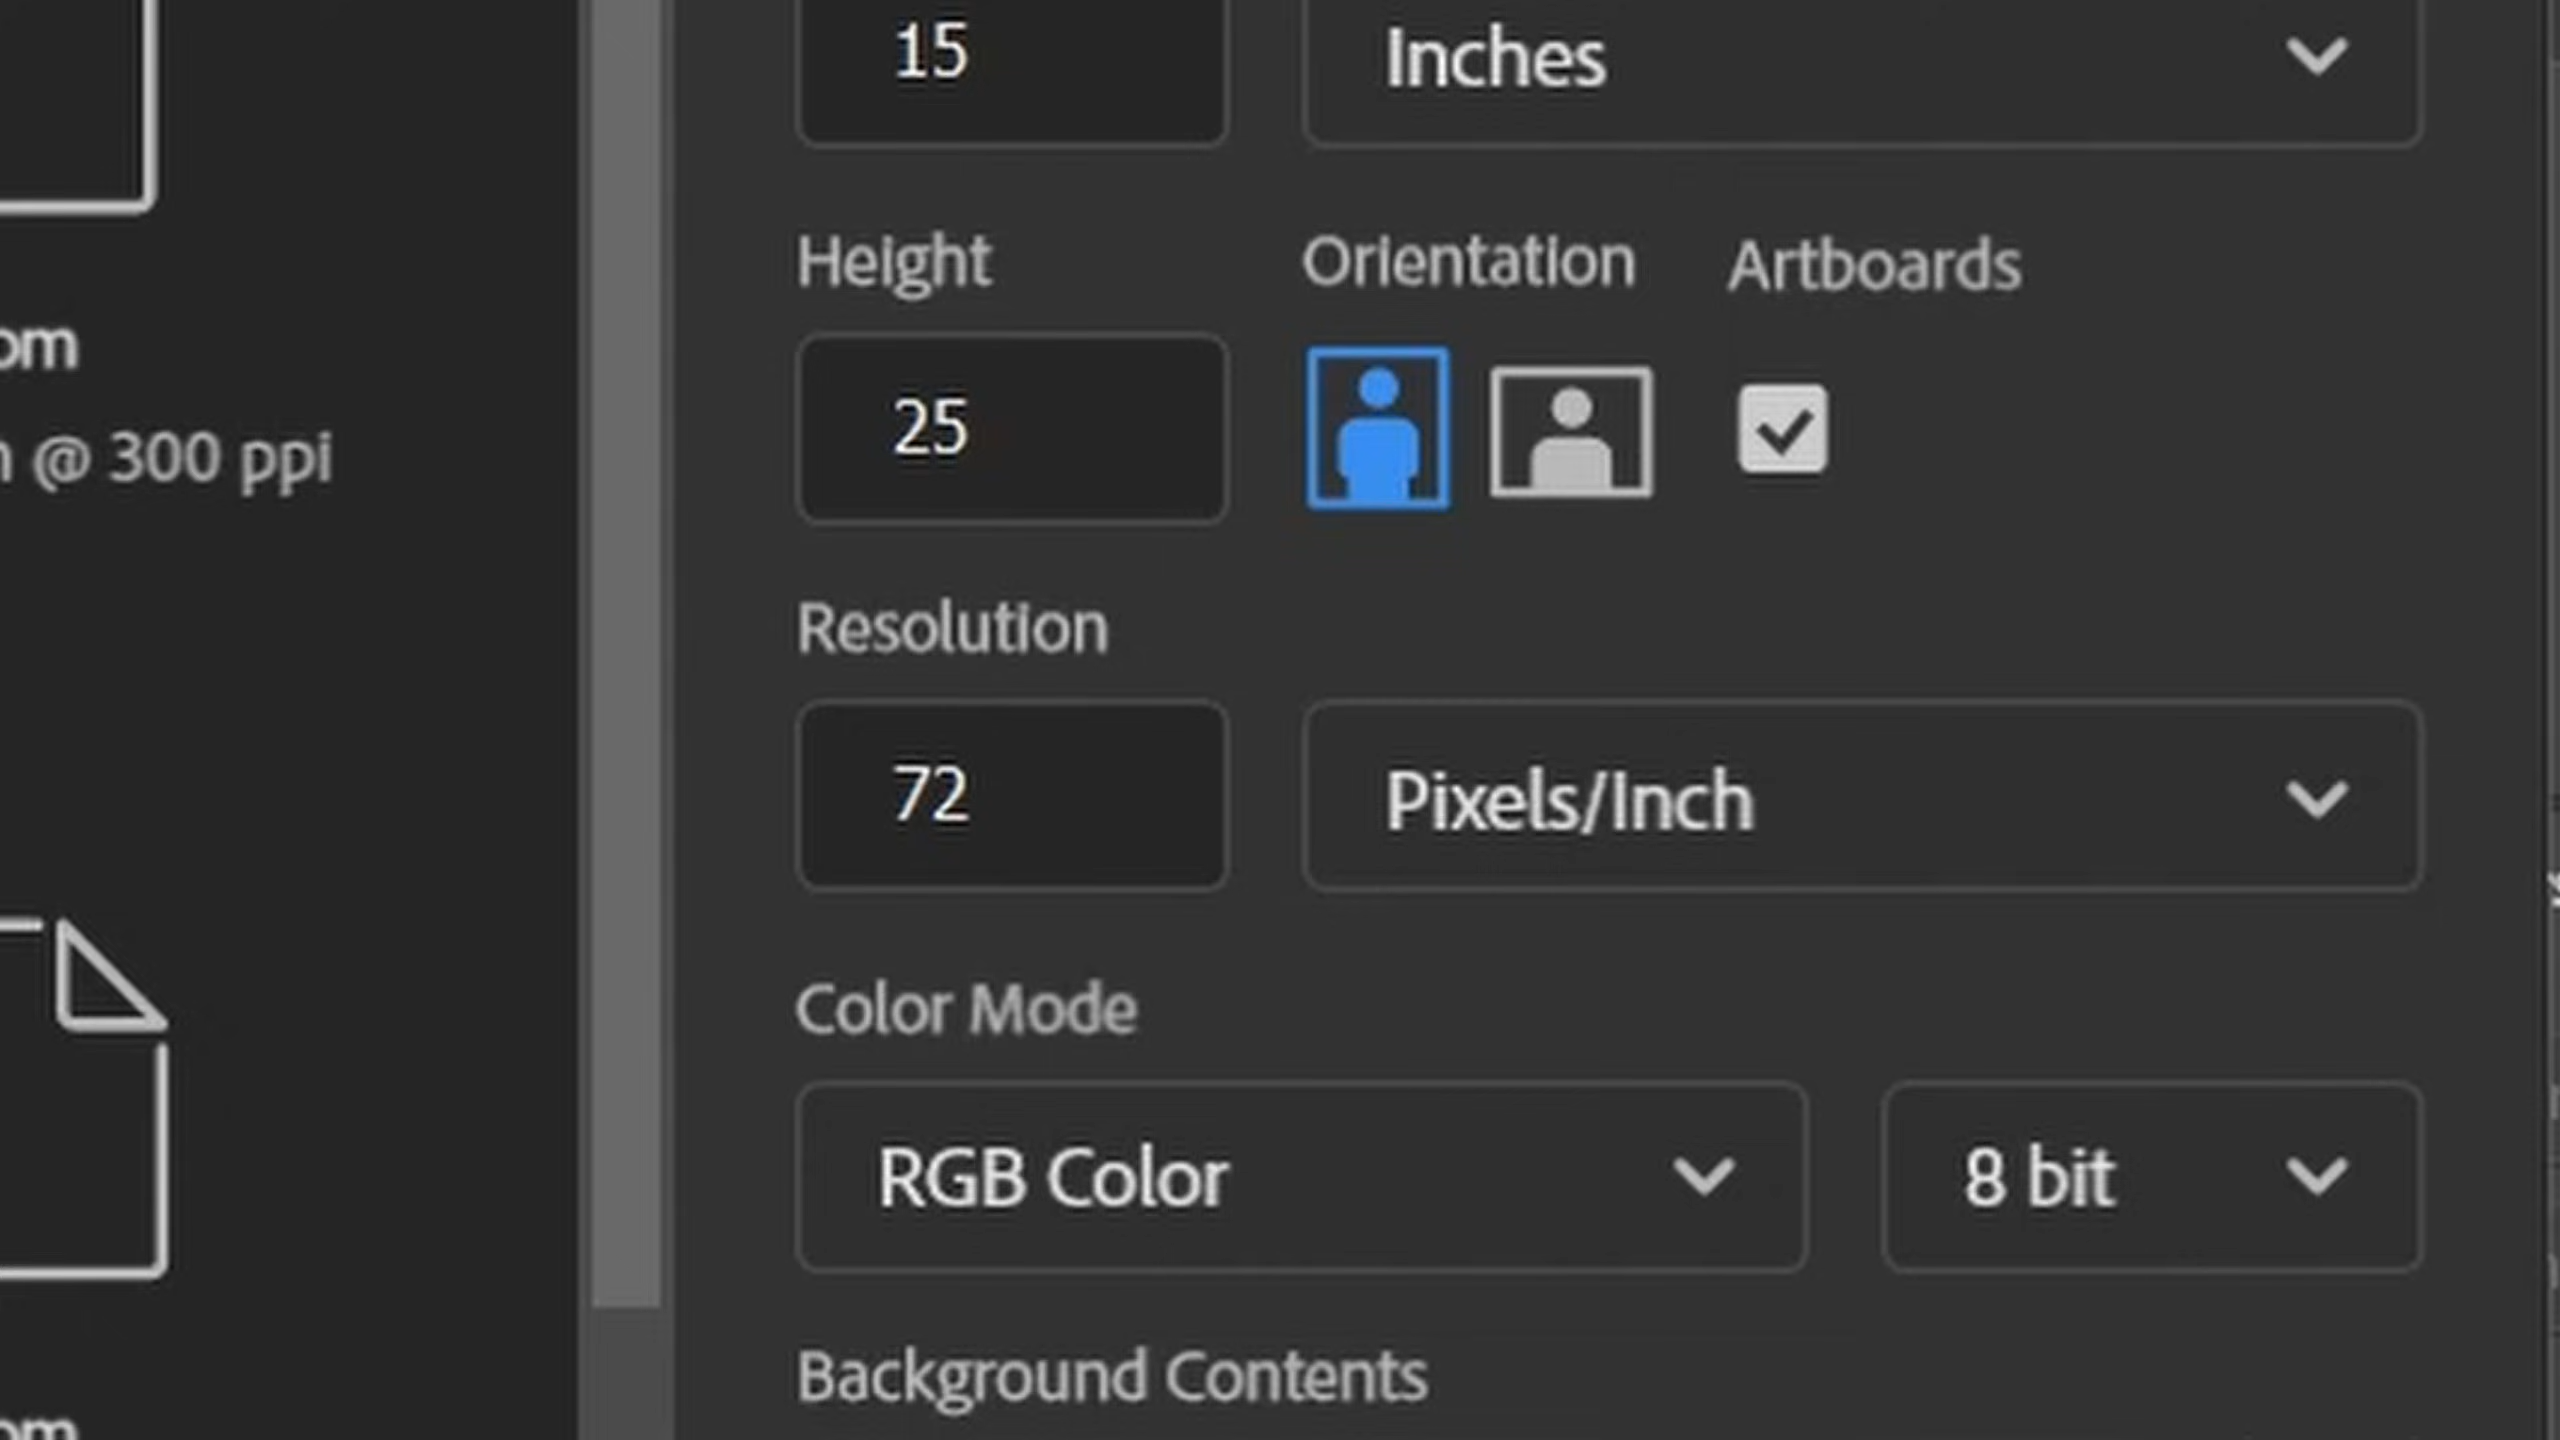 15
Inches
Height
Orientation
Artboards
om
@ 300 ppi
25
Resolution
72
Pixels/Inch
Color Mode
RGB Color
8 bit
Background Contents
om